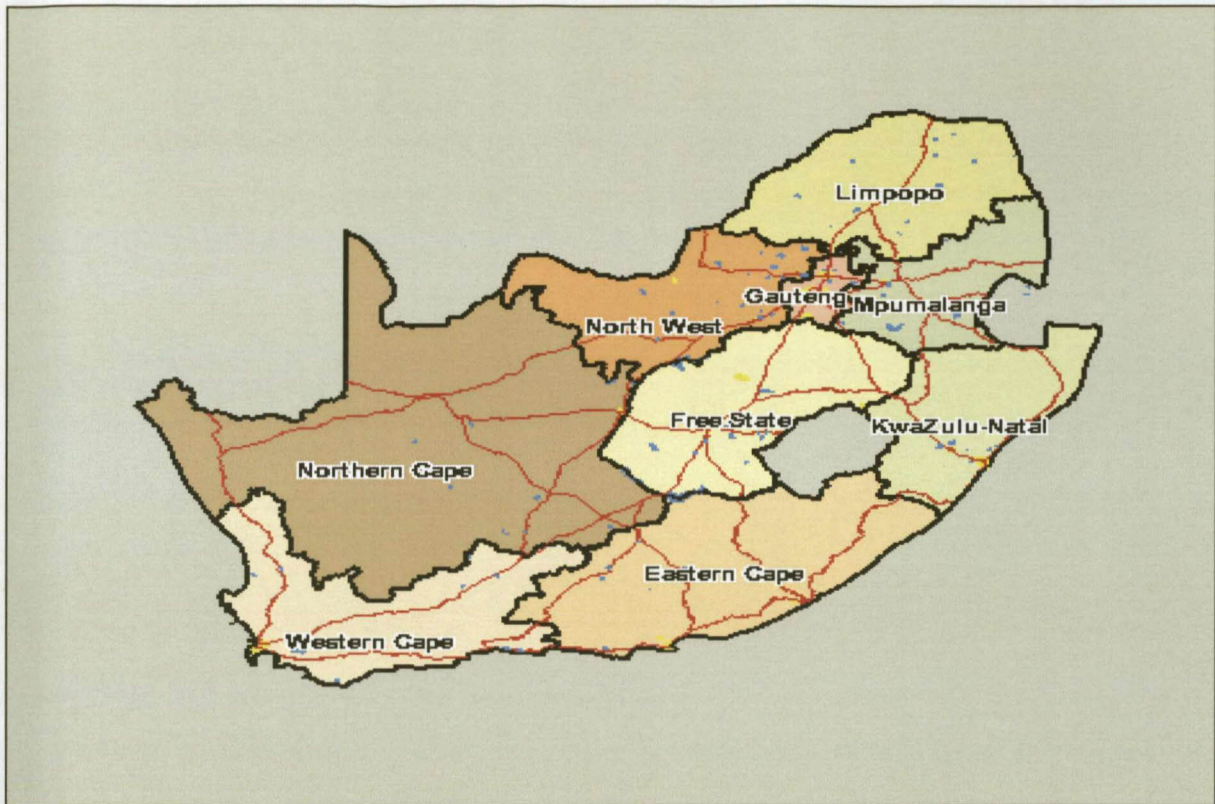 Limpopo
Gauteng
Mpumalanga
North West
Free State
KwaZulu-Natal
Northern Cape
Eastern Cape
Western Cape